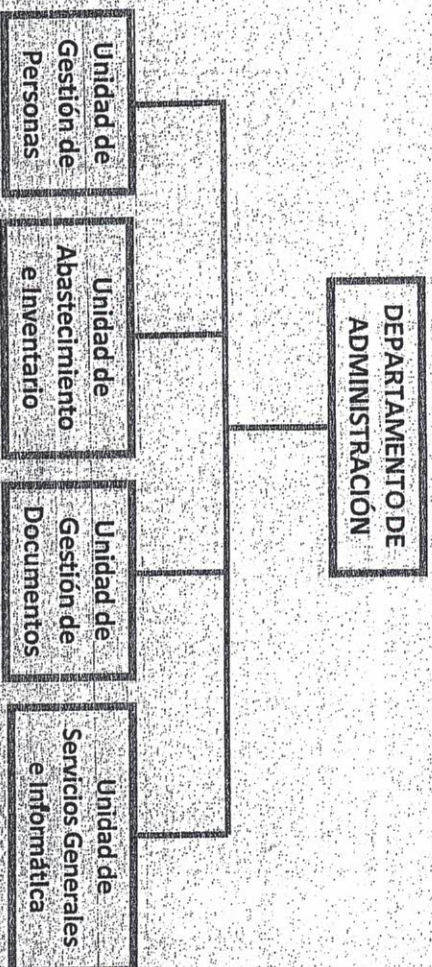 DEPARTAMENTO DE
ADMINISTRACIÓN
Unidad de
Gestión de
Personas
Unidad de
Abastecimiento
e Inventario
Unidad de
Gestión de
Documentos
Unidad de
Servicios Generales
e Informática